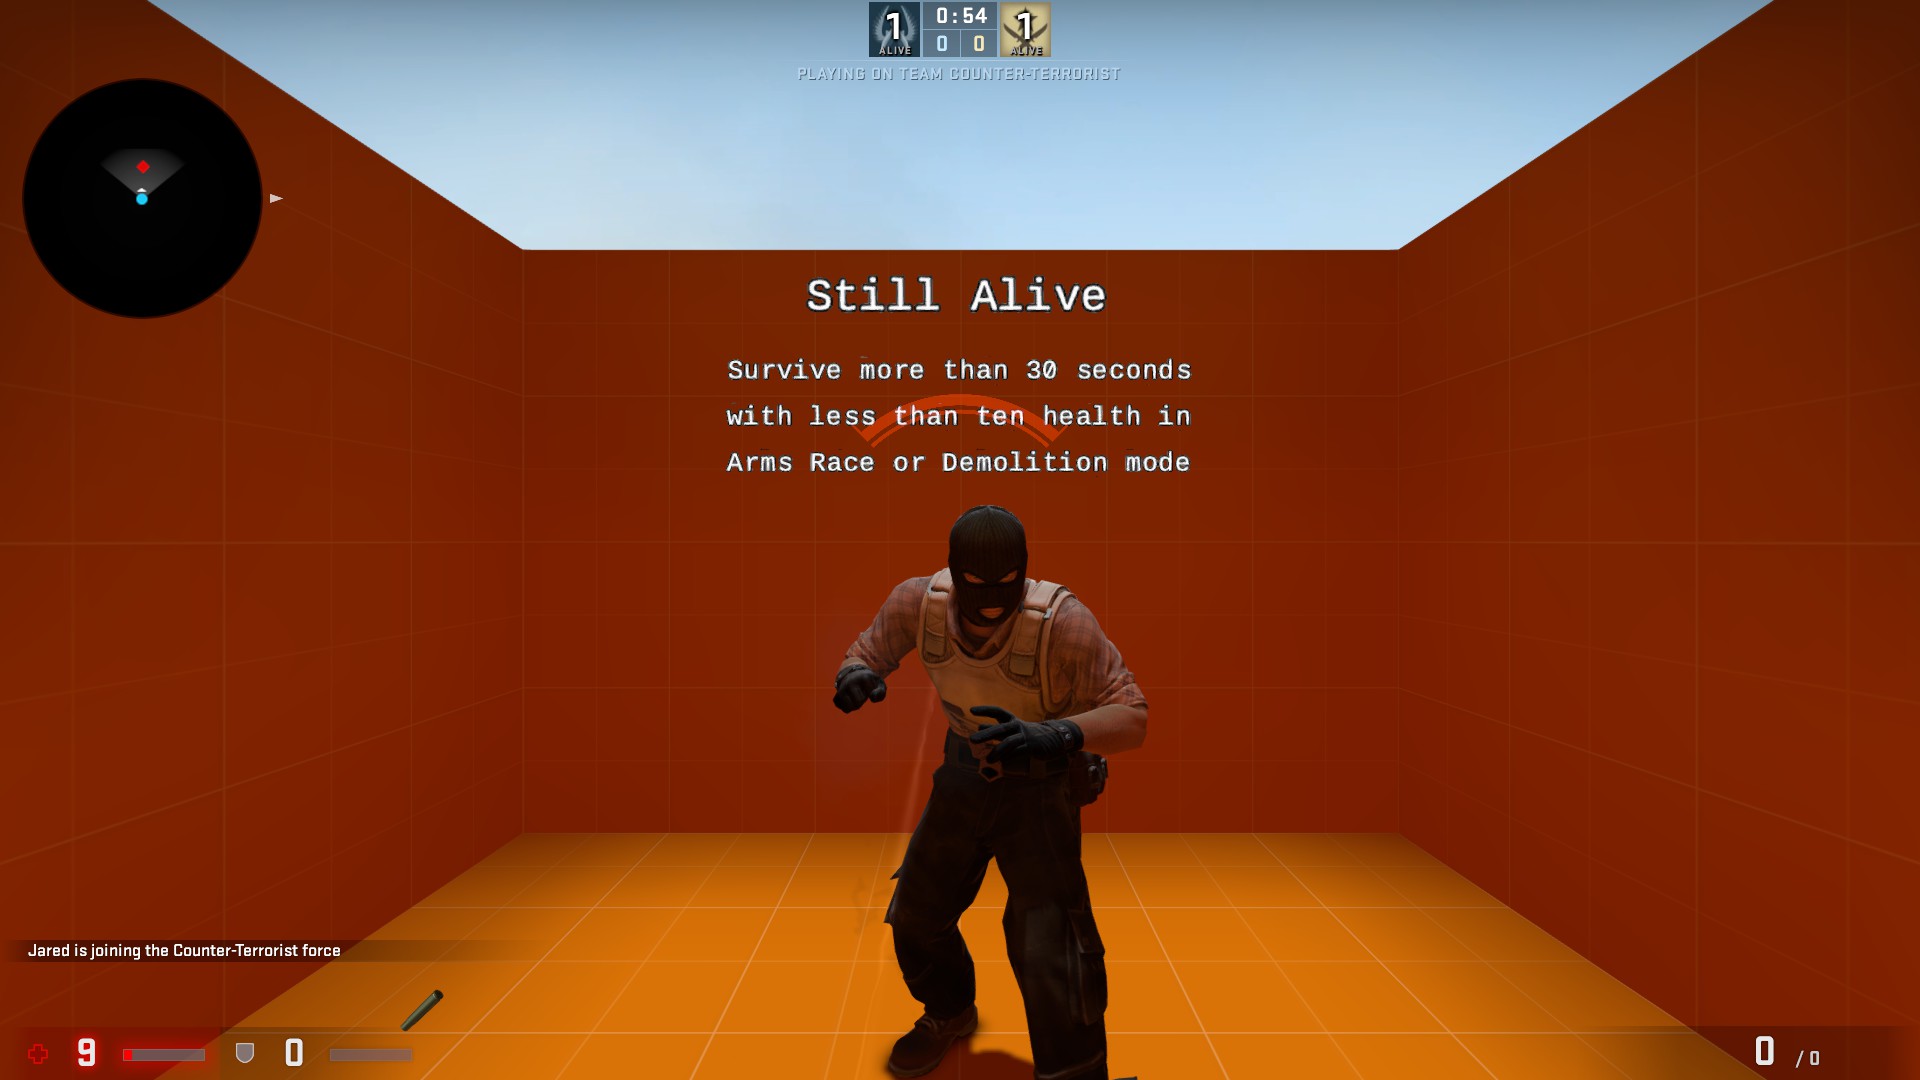 1
ALIVE
0:54
0
0
1
ALIVE
PLAYING ON TEAM COUNTER-TERRORIST
Still Alive
Survive more than 30 seconds
with less than ten health in
Arms Race or Demolition mode
Jared is joining the Counter-Terrorist force
9
0
0 / 0